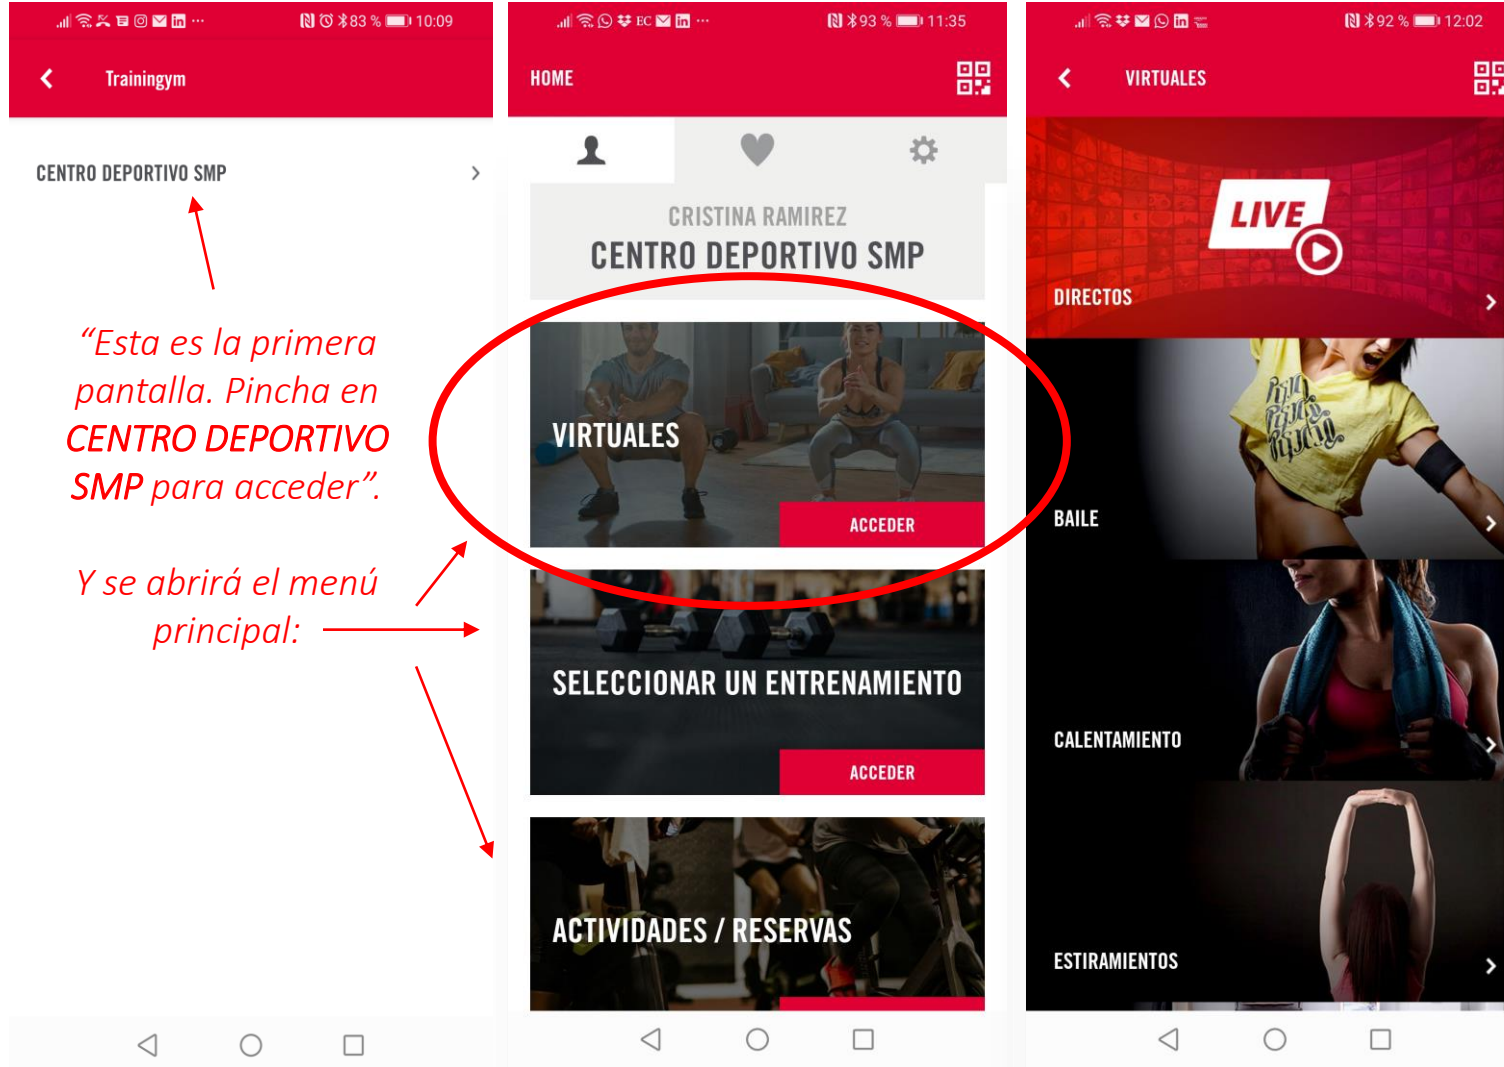 83 % 10:09
Trainingym
CENTRO DEPORTIVO SMP
“Esta es la primera
pantalla. Pincha en
CENTRO DEPORTIVO
SMP para acceder”.
Y se abrirá el menú
principal:
EC 93 % 11:35
HOME
CRISTINA RAMIREZ
CENTRO DEPORTIVO SMP
VIRTUALES
ACCEDER
SELECCIONAR UN ENTRENAMIENTO
ACCEDER
ACTIVIDADES / RESERVAS
92 % 12:02
VIRTUALES
LIVE
DIRECTOS
BAILE
CALENTAMIENTO
ESTIRAMIENTOS